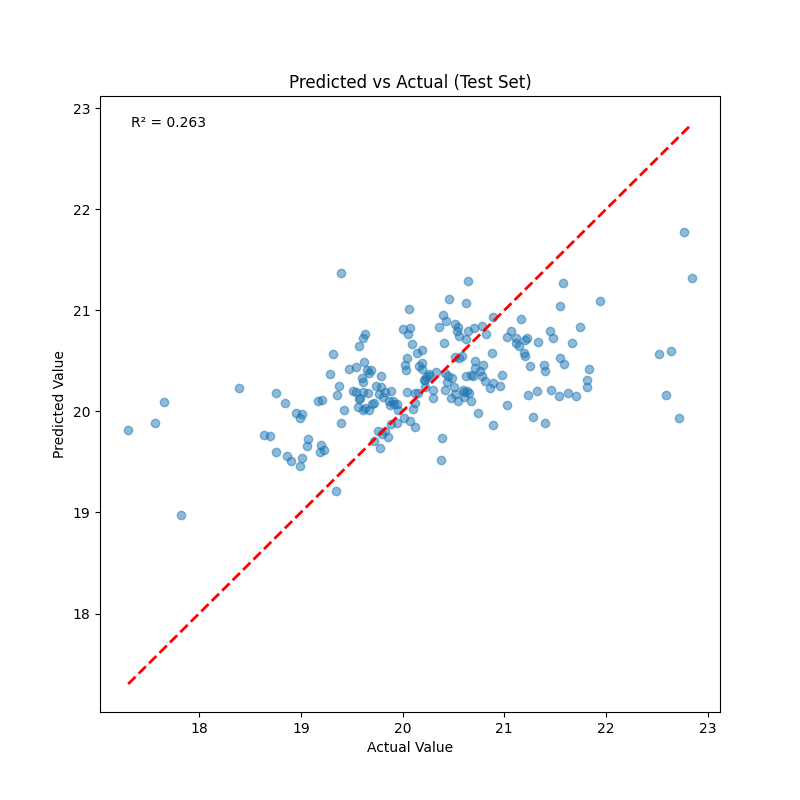 Predicted vs Actual (Test Set)
R² = 0.263
23
22
21
20
19
18
Predicted Value
18 19 20 21 22 23
Actual Value